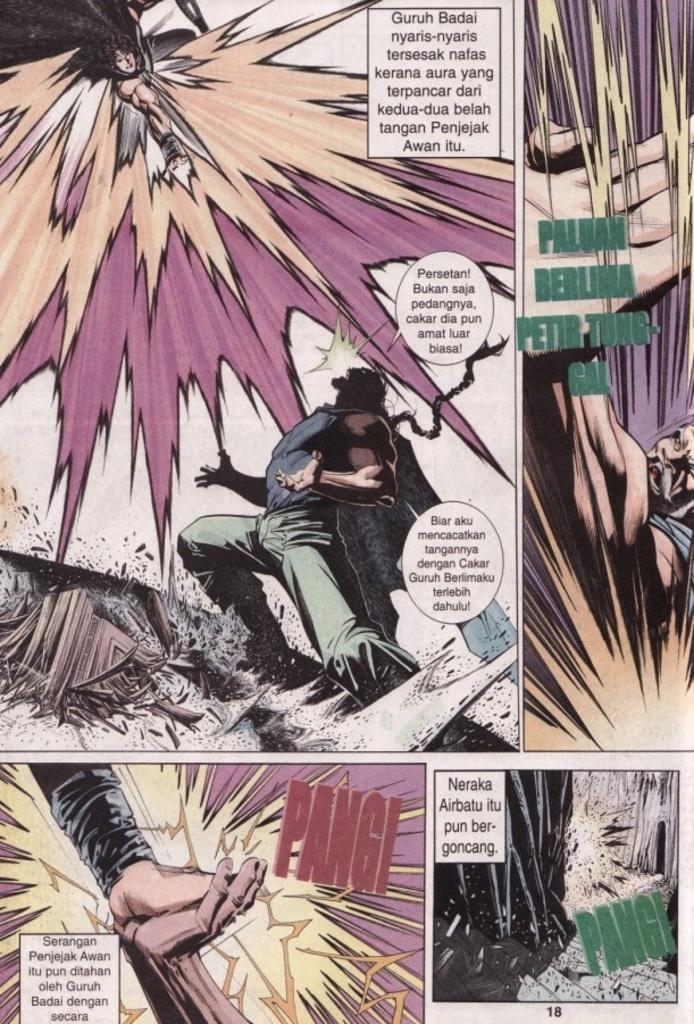 Guruh Badai
nyaris-nyaris
tersesak nafas
kerana aura yang
terpancar dari
kedua-dua belah
tangan Penjejak
Awan itu.
Persetan!
Bukan saja
pedangnya,
cakar dia pun
amat luar
biasa!
Biar aku
mencacatkan
tangannya
dengan Cakar
Guruh Berlimaku
terlebih
dahulu!
PALUAN
BERLIMA
PETIR TUNG-
GAL
PANG!
Serangan
Penjejak Awan
itu pun ditahan
oleh Guruh
Badai dengan
secara
Neraka
Airbatu itu
pun ber-
goncang.
PANG!
18